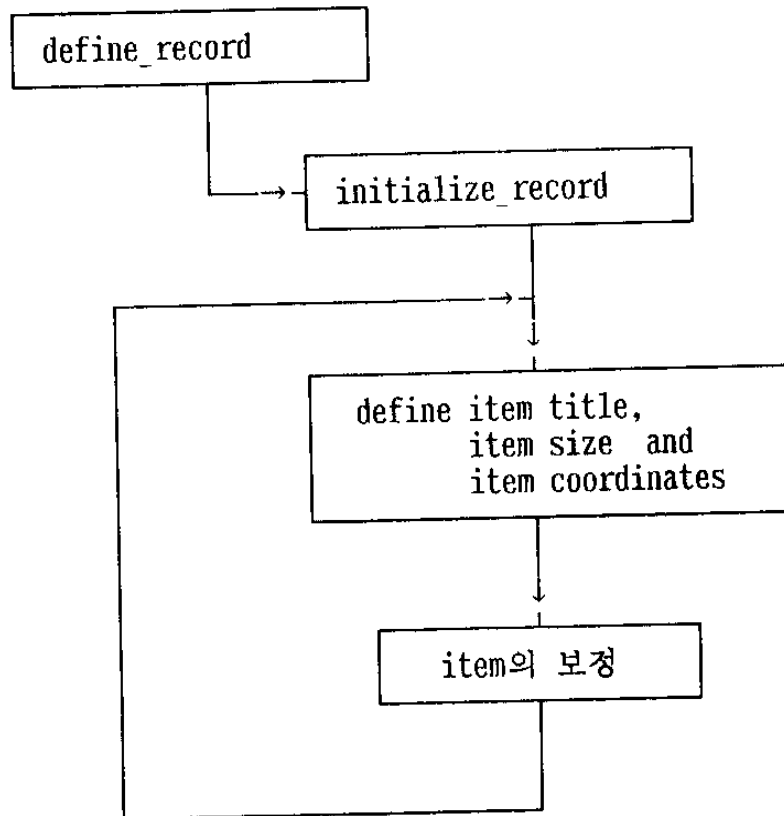 define_record
initialize_record
define item title,
item size and
item coordinates
item의 보정